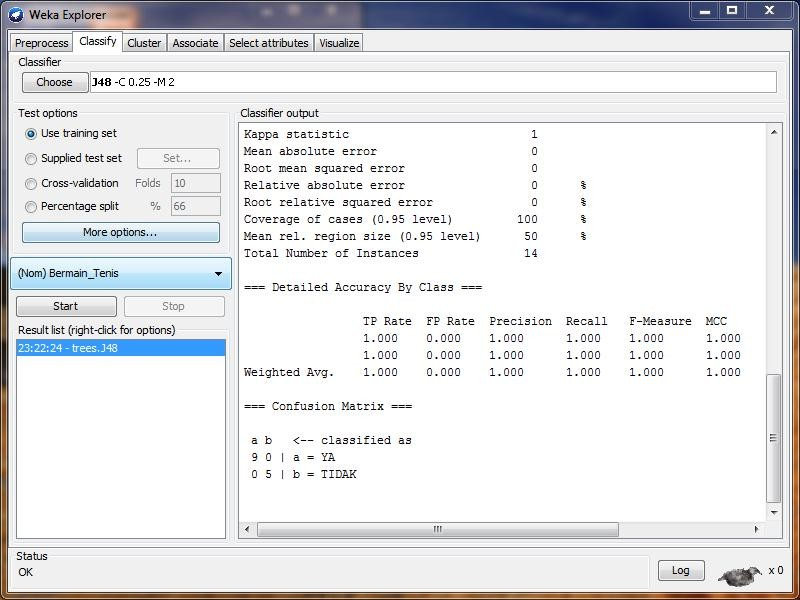 Weka Explorer
Preprocess Classify Cluster Associate Select attributes Visualize
Classifier
Choose J48 -C 0.25 -M 2
Test options
Use training set
Supplied test set Set...
Cross-validation Folds 10
Percentage split % 66
More options...
(Nom) Bermain_Tenis
Start Stop
Result list (right-click for options)
23:22:24 - trees.J48
Classifier output
Kappa statistic 1
Mean absolute error 0
Root mean squared error 0
Relative absolute error 0 %
Root relative squared error 0 %
Coverage of cases (0.95 level) 100 %
Mean rel. region size (0.95 level) 50 %
Total Number of Instances 14
=== Detailed Accuracy By Class ===
TP Rate FP Rate Precision Recall F-Measure MCC
1.000 0.000 1.000 1.000 1.000 1.000
1.000 0.000 1.000 1.000 1.000 1.000
Weighted Avg. 1.000 0.000 1.000 1.000 1.000 1.000
=== Confusion Matrix ===
a b <-- classified as
9 0 | a = YA
0 5 | b = TIDAK
Status
OK
Log x 0